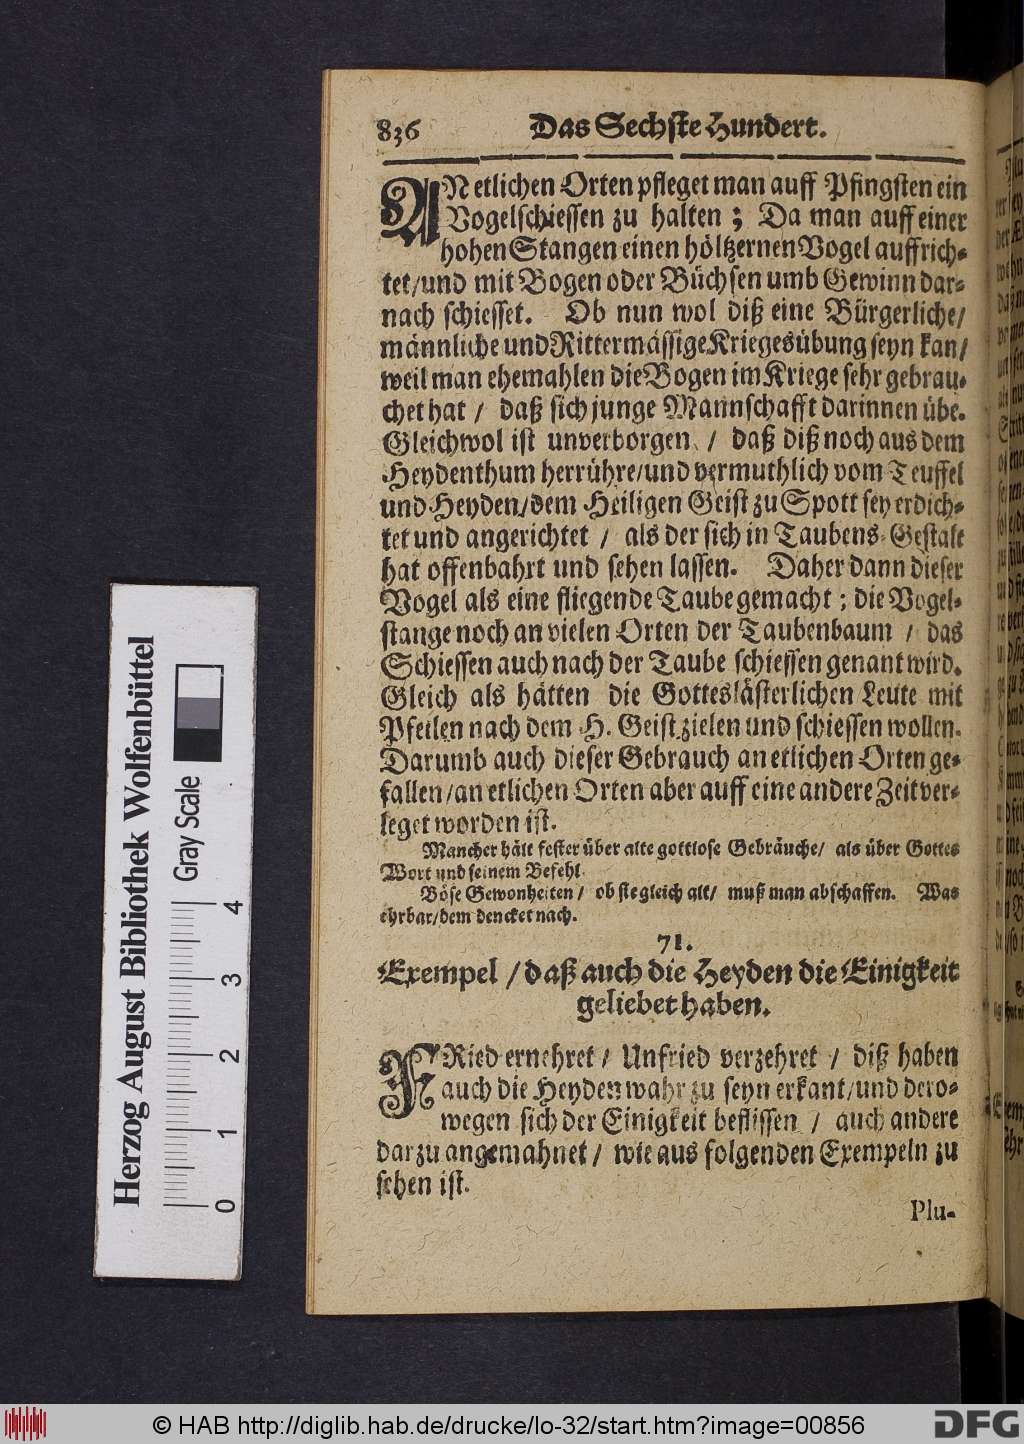 836 Das Sechste Hundert.
AN etlichen Orten pfleget man auff Pfingsten ein
Vogelschiessen zu halten; Da man auff einer
hohen Stangen einen höltzernen Vogel auffrich-
tet/und mit Bogen oder Büchsen umb Gewinn dar-
nach schiesset. Ob nun wol diß eine Bürgerliche/
männliche und Rittermässige Kriegesübung seyn kan/
weil man ehemahlen die Bogen im Kriege sehr gebrau-
chet hat / daß sich junge Mannschafft darinnen übe.
Gleichwol ist unverborgen / daß diß noch aus dem
Heydenthum herrühre/und vermuthlich vom Teuffel
und Heyden/dem Heiligen Geist zu Spott sey erdich-
tet und angerichtet / als der sich in Taubens-Gestalt
hat offenbahrt und sehen lassen. Daher dann dieser
Vogel als eine fliegende Taube gemacht; die Vogel-
stange noch an vielen Orten der Taubenbaum / das
Schiessen auch nach der Taube schiessen genant wird.
Gleich als hätten die Gotteslästerlichen Leute mit
Pfeilen nach dem H. Geist zielen und schiessen wollen.
Darumb auch dieser Gebrauch an etlichen Orten ge-
fallen/an etlichen Orten aber auff eine andere Zeit ver-
leget worden ist.
Mancher hält fester über alte gottlose Gebräuche/ als über Gottes
Wort und seinem Befehl.
Böse Gewonheiten / ob sie gleich alt/ muß man abschaffen. Was
ehrbar/dem dencket nach.
71.
Exempel / daß auch die Heyden die Einigkeit
geliebet haben.
FRied ernehret / Unfried verzehret / diß haben
auch die Heyden wahr zu seyn erkant/und dero-
wegen sich der Einigkeit beflissen / auch andere
darzu angemahnet / wie aus folgenden Exempeln zu
sehen ist.
Plu-
Herzog August Bibliothek Wolfenbüttel
Gray Scale
0 1 2 3 4
© HAB http://diglib.hab.de/drucke/lo-32/start.htm?image=00856
DFG